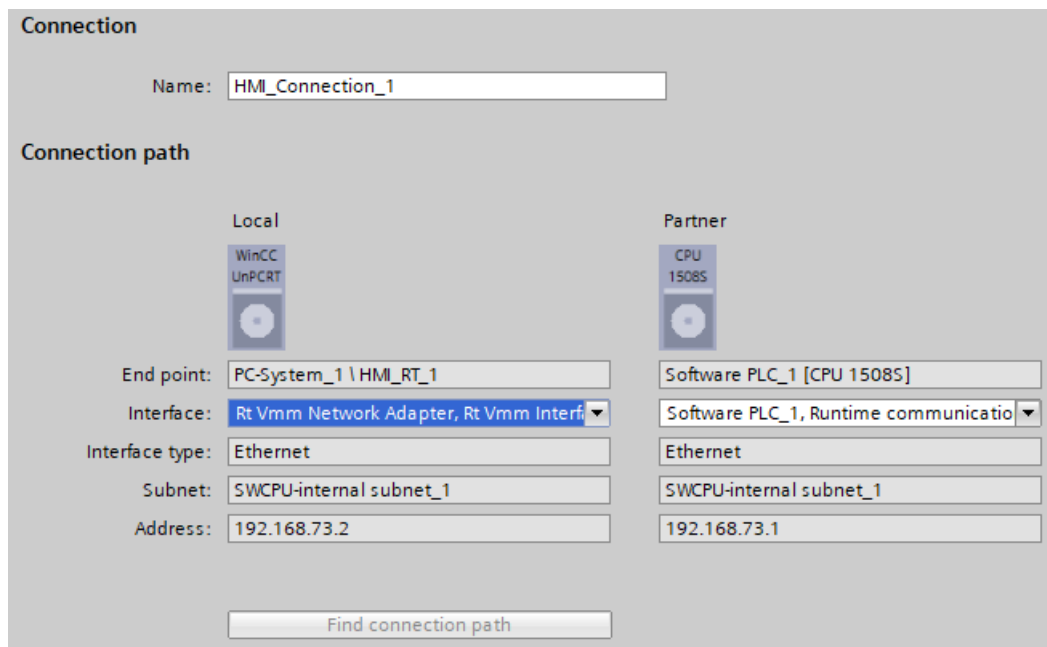 Connection
Name: HMI_Connection_1
Connection path
Local Partner
WinCC UnPCRT CPU 1508S
End point: PC-System_1 \ HMI_RT_1 Software PLC_1 [CPU 1508S]
Interface: Rt Vmm Network Adapter, Rt Vmm Software PLC_1, Runtime
Interface type: Ethernet Ethernet
Subnet: SWCPU-internal subnet_1 SWCPU-internal subnet_1
Address: 192.168.73.2 192.168.73.1
Find connection path